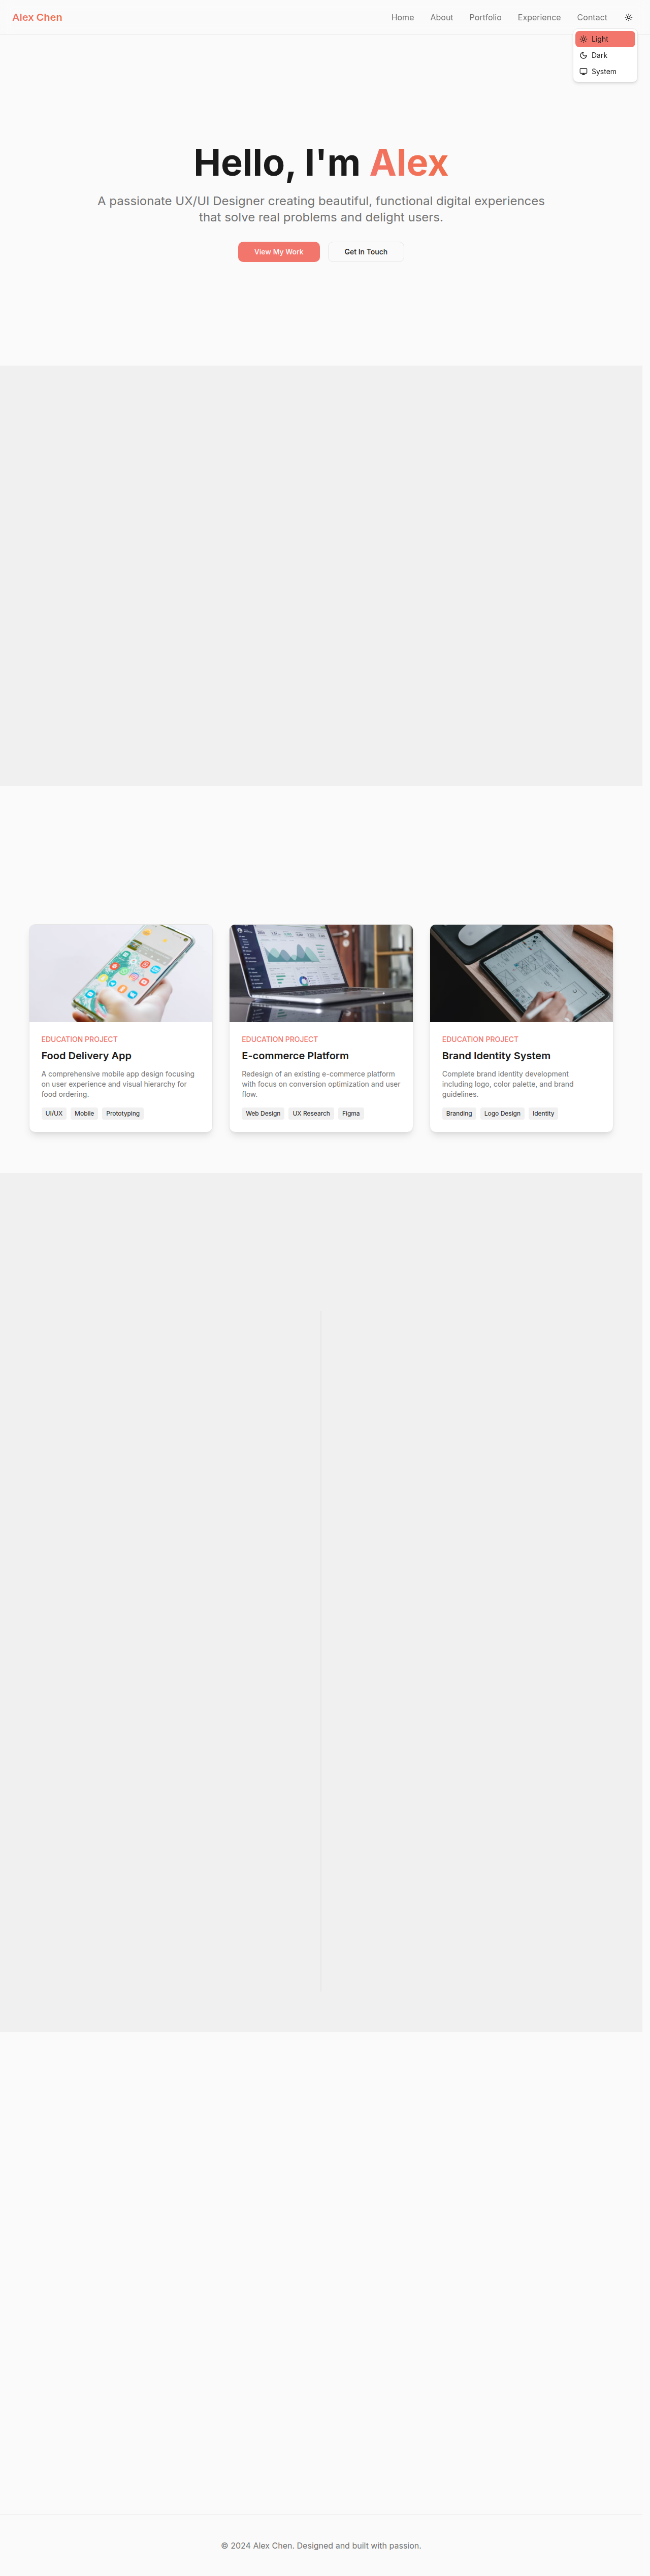 Alex Chen
Home
About
Portfolio
Experience
Contact
Light
Dark
System
Hello, I'm Alex
A passionate UX/UI Designer creating beautiful, functional digital experiences
that solve real problems and delight users.
View My Work
Get In Touch
EDUCATION PROJECT
Food Delivery App
A comprehensive mobile app design focusing
on user experience and visual hierarchy for
food ordering.
UI/UX
Mobile
Prototyping
EDUCATION PROJECT
E-commerce Platform
Redesign of an existing e-commerce platform
with focus on conversion optimization and user
flow.
Web Design
UX Research
Figma
EDUCATION PROJECT
Brand Identity System
Complete brand identity development
including logo, color palette, and brand
guidelines.
Branding
Logo Design
Identity
© 2024 Alex Chen. Designed and built with passion.